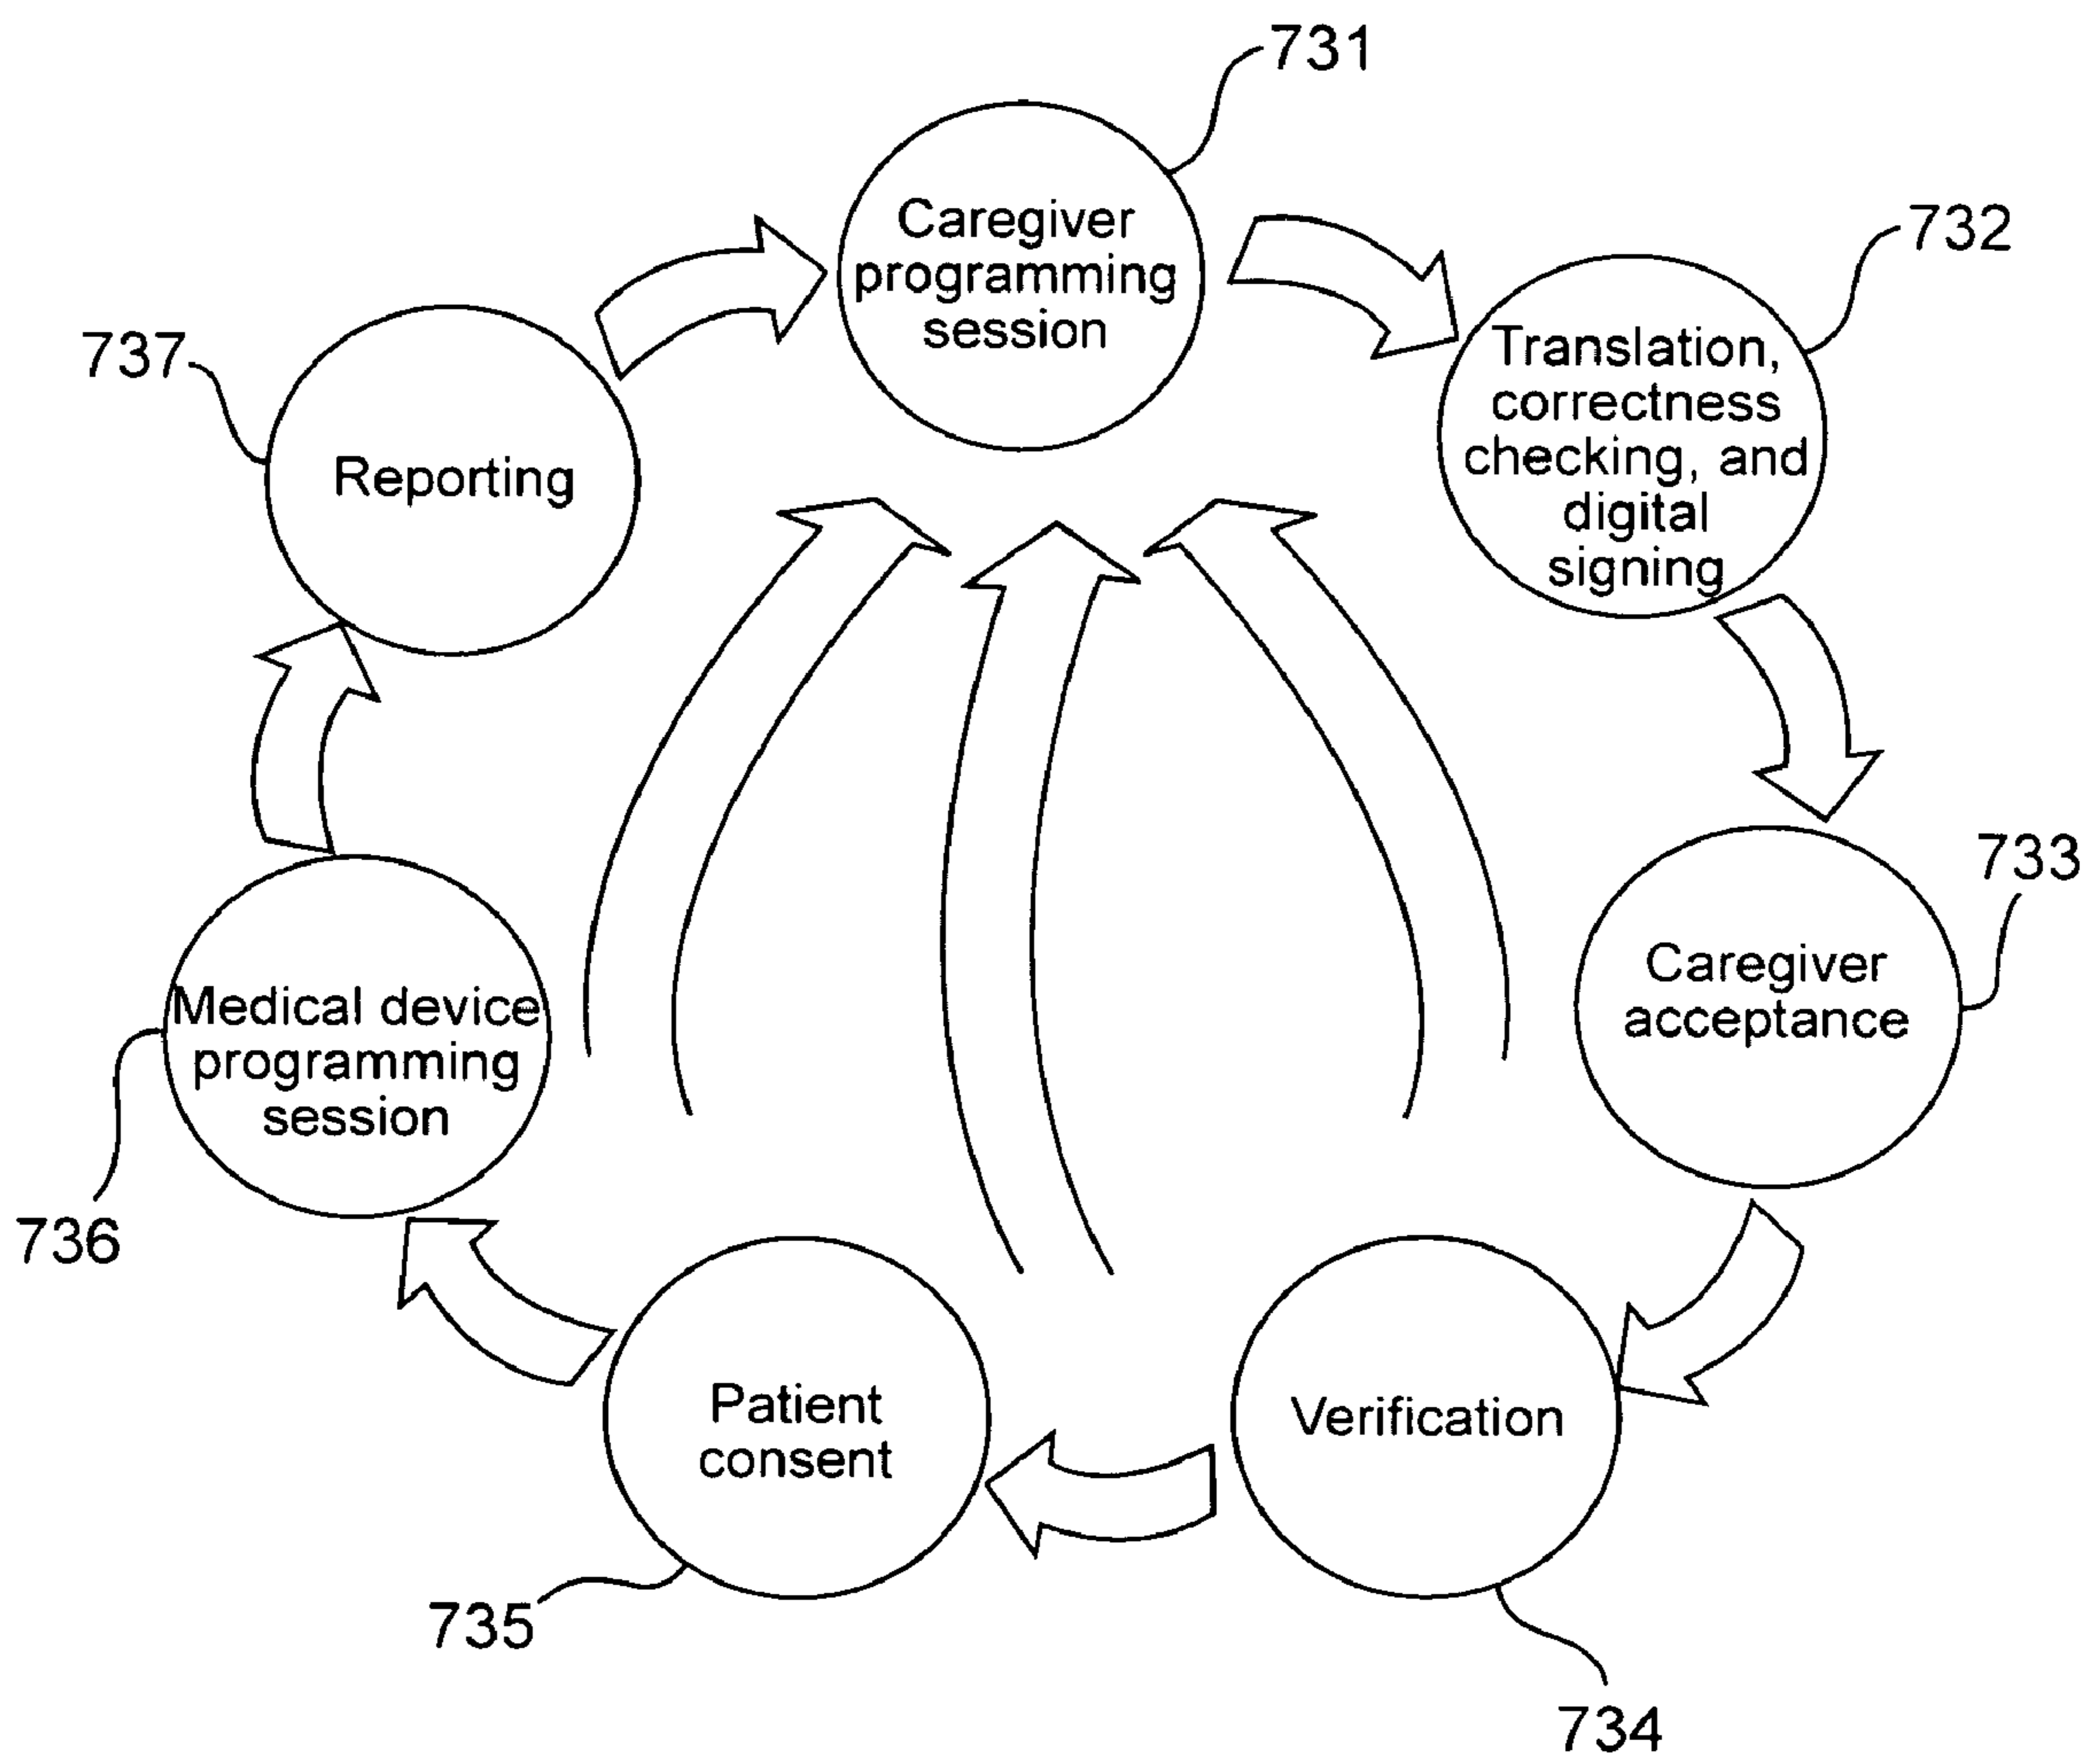 731
Caregiver
programming
session
732
Translation,
correctness
checking, and
digital
signing
737
Reporting
733
Caregiver
acceptance
Medical device
programming
session
736
Patient
consent
Verification
735
734